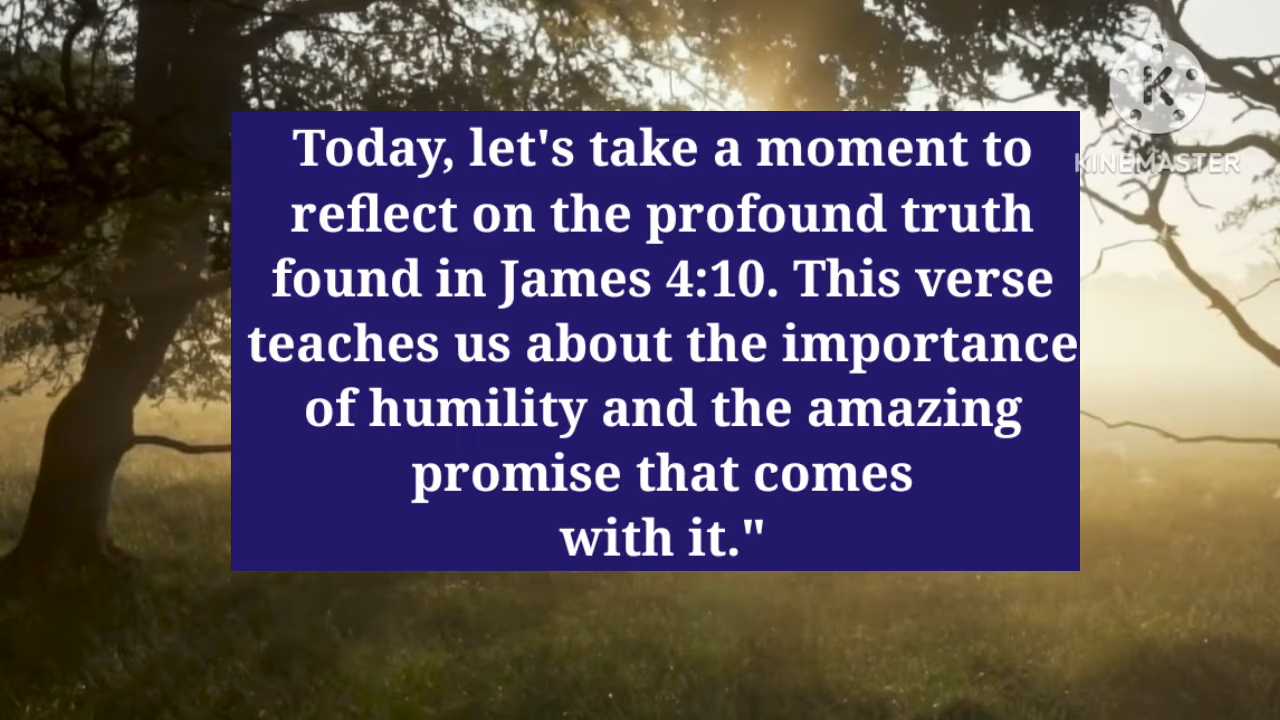 Today, let's take a moment to
reflect on the profound truth
found in James 4:10. This verse
teaches us about the importance
of humility and the amazing
promise that comes
with it."
K
KINEMASTER